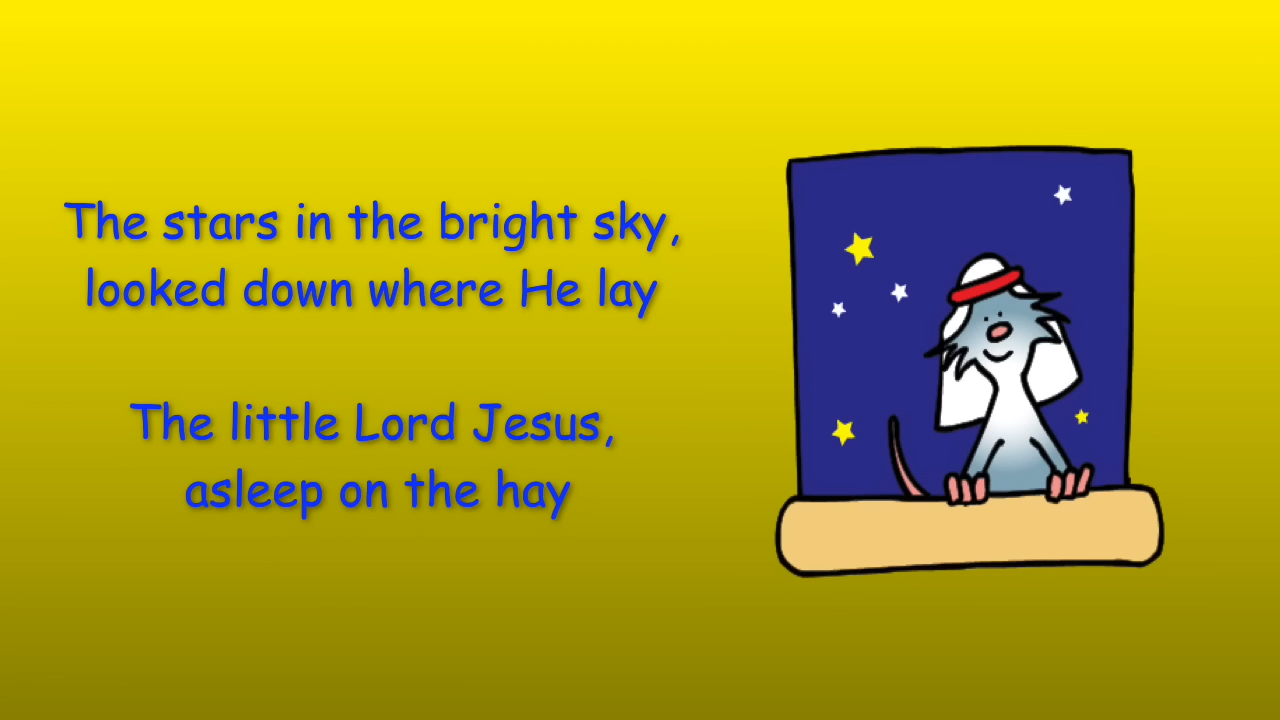 The stars in the bright sky,
looked down where He lay
The little Lord Jesus,
asleep on the hay